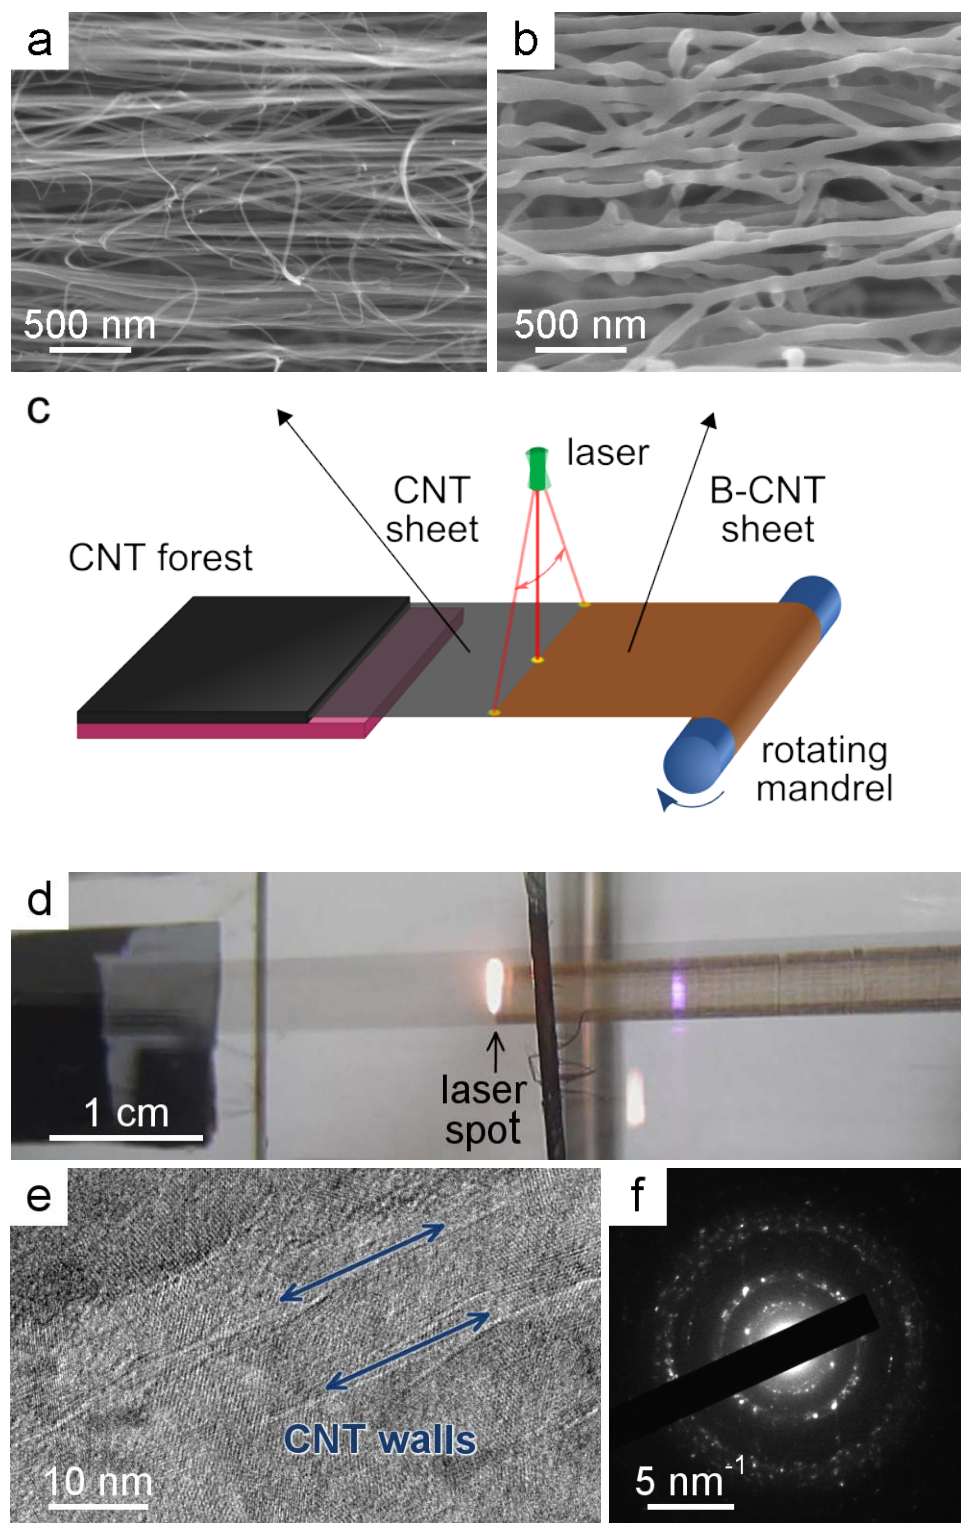 a
b
500 nm
500 nm
c
laser
CNT
sheet
B-CNT
sheet
CNT forest
rotating
mandrel
d
1 cm
laser
spot
e
f
CNT walls
10 nm
5 nm-1